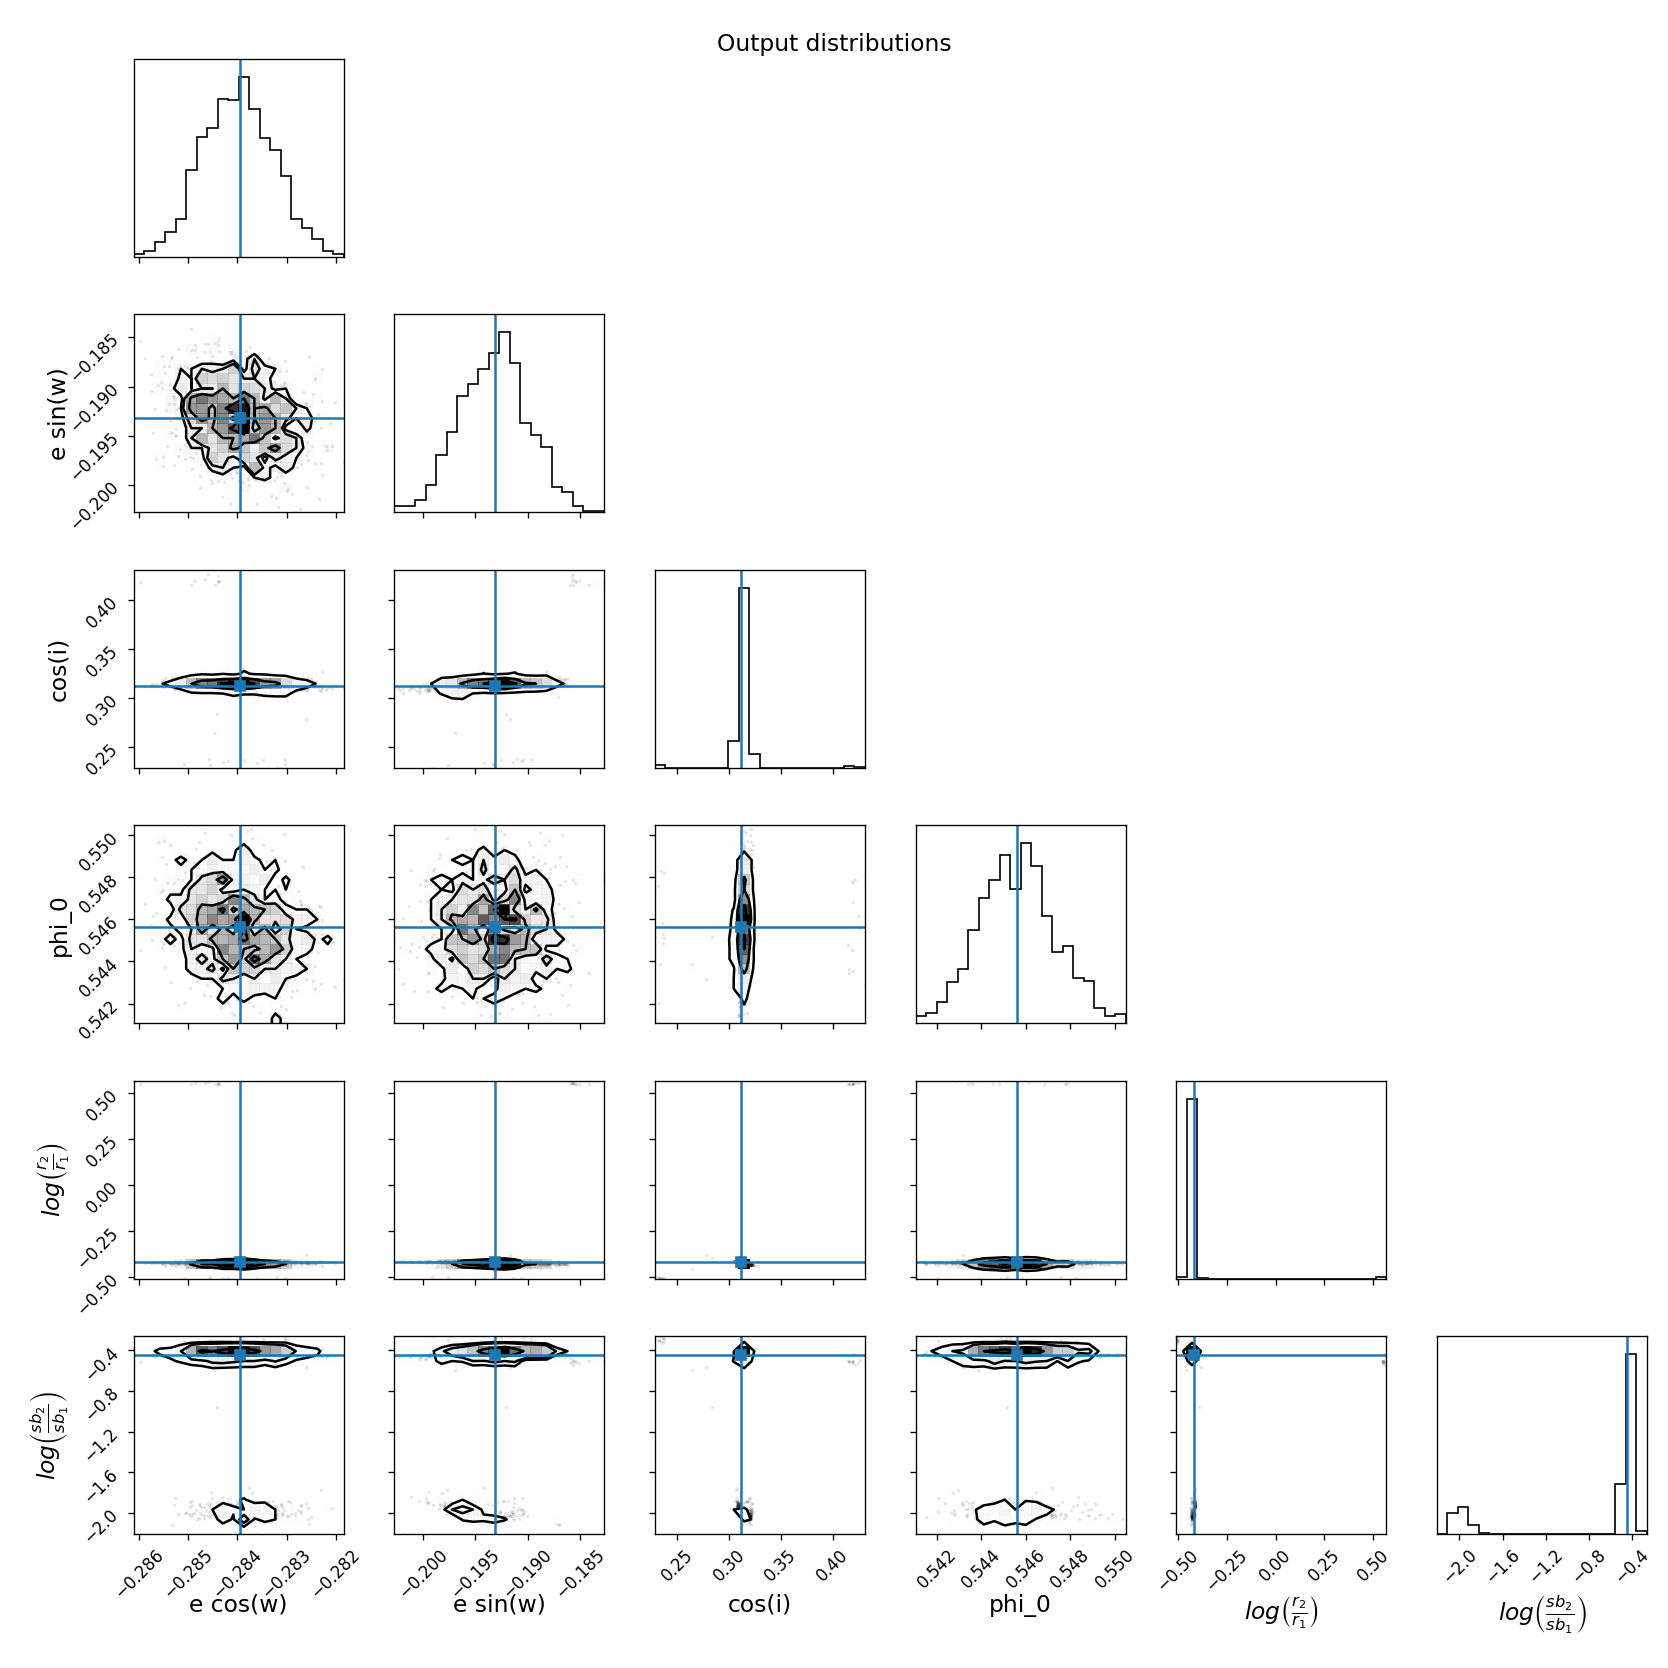 Output distributions
e sin(w)
−0.185
−0.190
−0.195
−0.200
cos(i)
0.40
0.35
0.30
0.25
phi_0
0.550
0.548
0.546
0.544
0.542
log(r2/r1)
0.50
0.25
0.00
−0.25
−0.50
log(sb2/sb1)
−0.4
−0.8
−1.2
−1.6
−2.0
−0.286 −0.285 −0.284 −0.283 −0.282
−0.200 −0.195 −0.190 −0.185
0.25 0.30 0.35 0.40
0.542 0.544 0.546 0.548 0.550
−0.50 −0.25 0.00 0.25 0.50
−2.0 −1.6 −1.2 −0.8 −0.4
e cos(w) e sin(w) cos(i) phi_0 log(r2/r1) log(sb2/sb1)